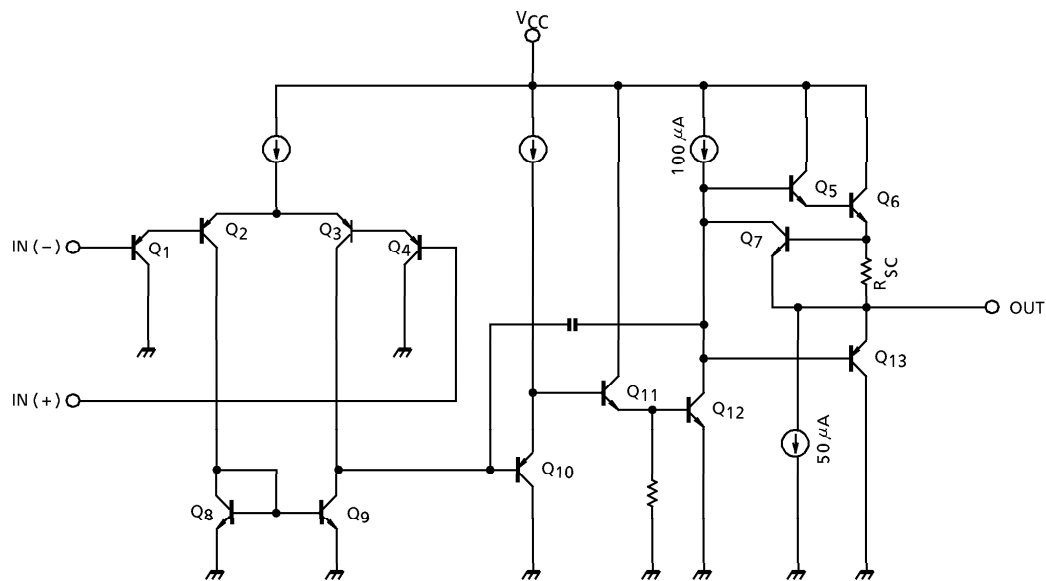 VCC
100 μA
Q5
Q6
IN (−)
Q1
Q2
Q3
Q4
Q7
RSC
OUT
Q13
IN (+)
Q11
Q12
50 μA
Q10
Q8
Q9